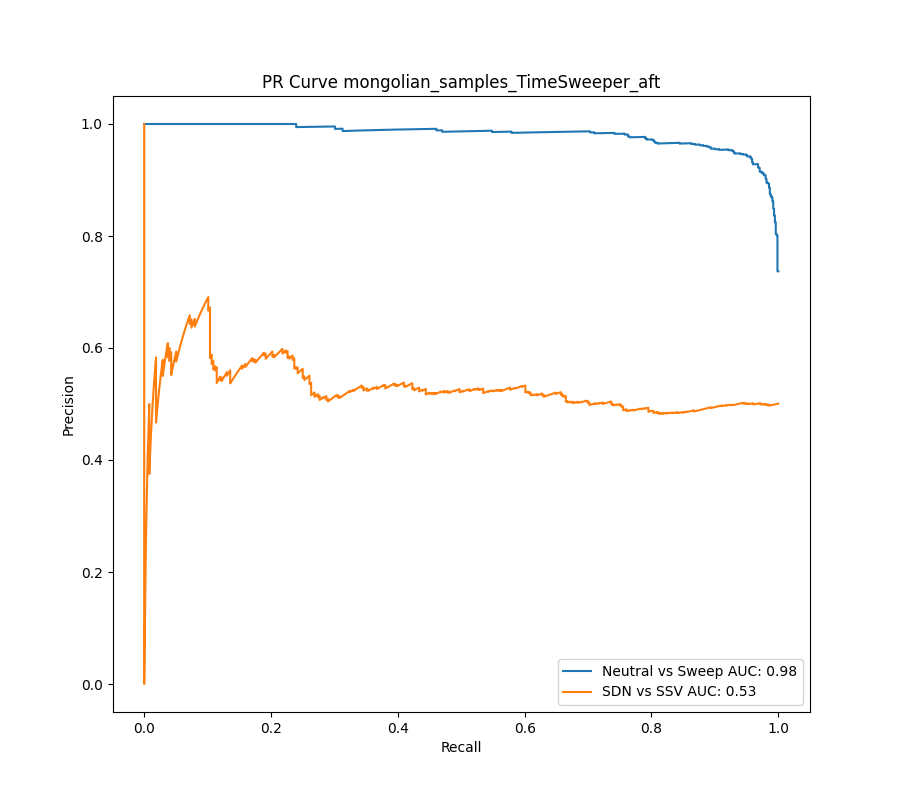 PR Curve mongolian_samples_TimeSweeper_aft
1.0
0.8
0.6
0.4
0.2
0.0
Precision
0.0 0.2 0.4 0.6 0.8 1.0
Recall
Neutral vs Sweep AUC: 0.98
SDN vs SSV AUC: 0.53